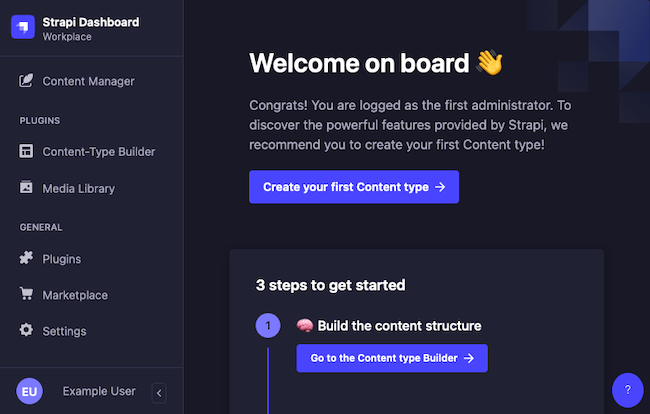 Strapi Dashboard
Workplace
Content Manager
PLUGINS
Content-Type Builder
Media Library
GENERAL
Plugins
Marketplace
Settings
EU Example User
Welcome on board 👋
Congrats! You are logged as the first administrator. To
discover the powerful features provided by Strapi, we
recommend you to create your first Content type!
Create your first Content type →
3 steps to get started
1 🧠 Build the content structure
Go to the Content type Builder →
?